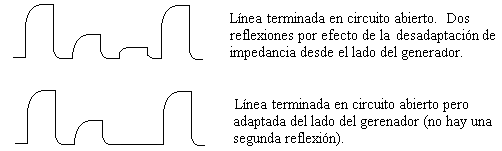 Línea terminada en circuito abierto.  Dos
reflexiones por efecto de la desadaptación de
impedancia desde el lado del generador.
Línea terminada en circuito abierto pero
adaptada del lado del gerenador (no hay una
segunda reflexión).